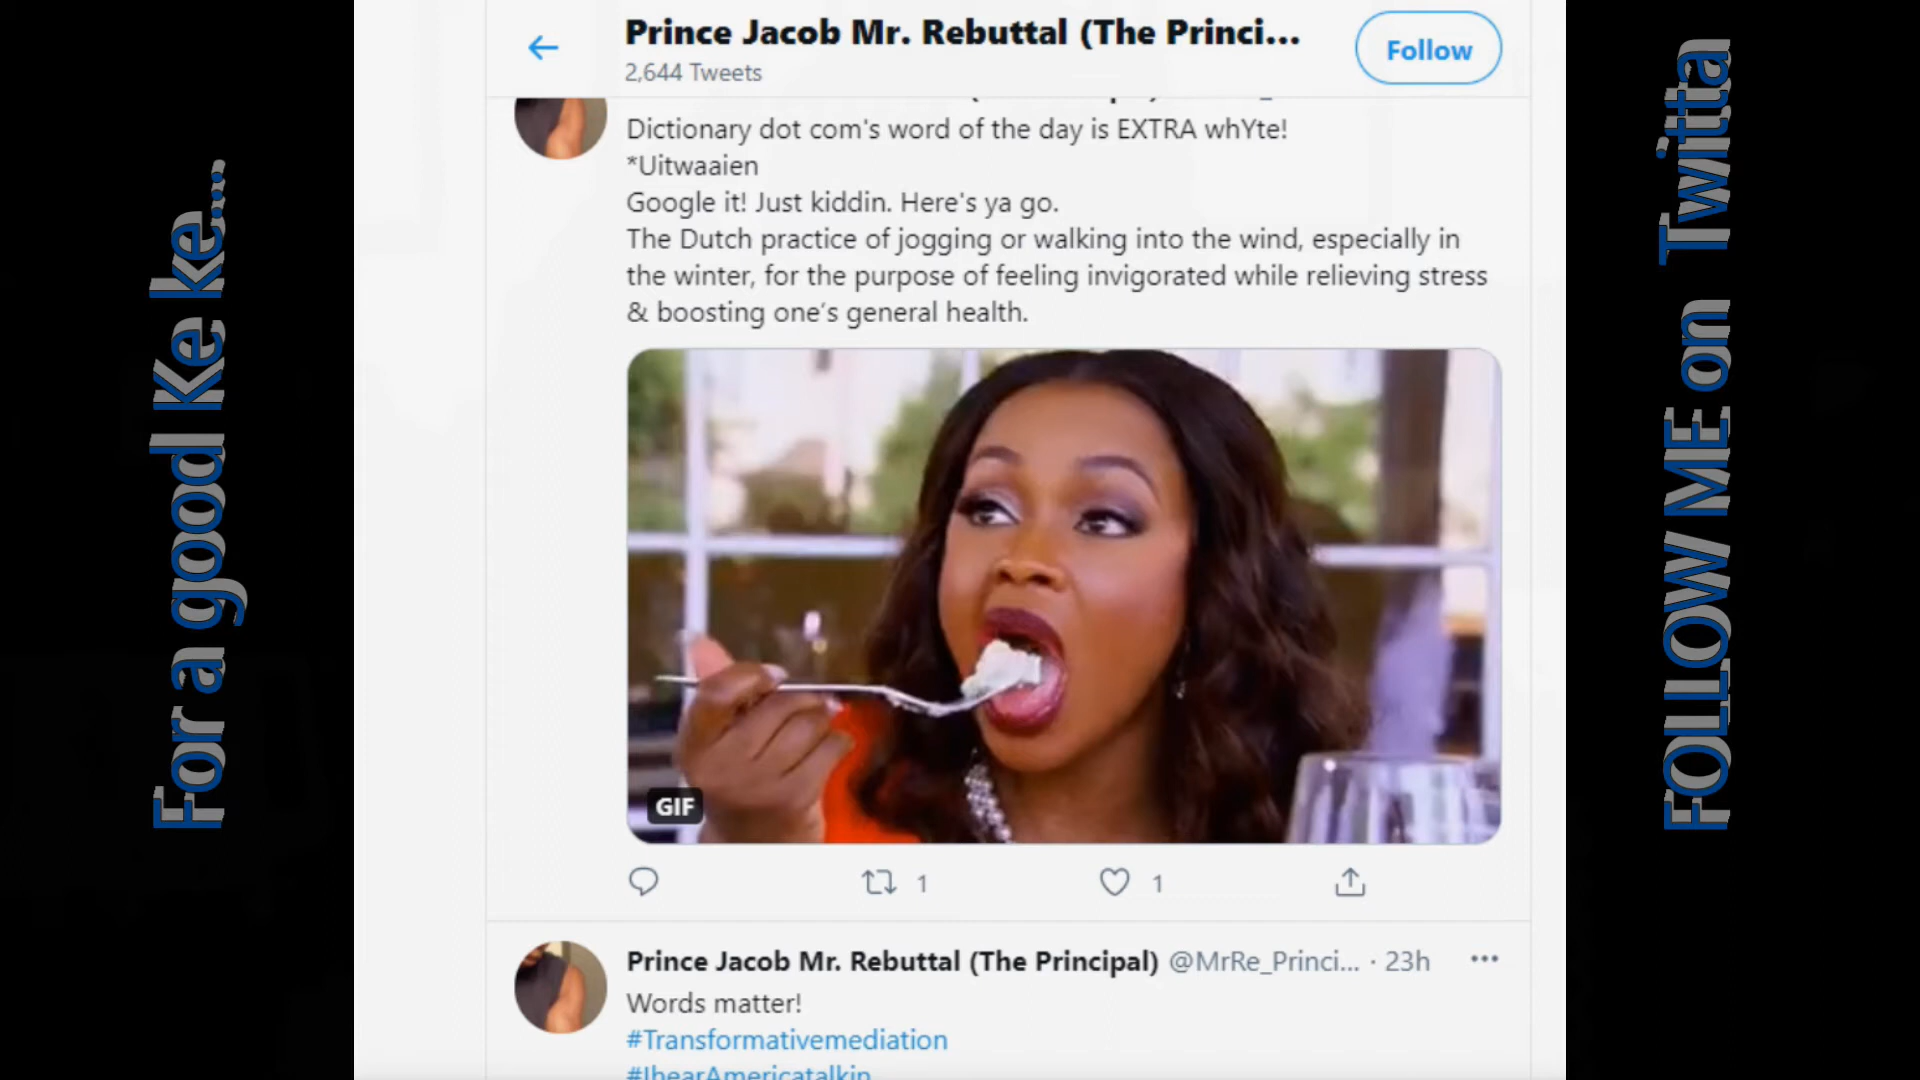 For a good Ke ke....
Prince Jacob Mr. Rebuttal (The Princi...
2,644 Tweets
Follow
Dictionary dot com's word of the day is EXTRA whYte!
*Uitwaaien
Google it! Just kiddin. Here's ya go.
The Dutch practice of jogging or walking into the wind, especially in
the winter, for the purpose of feeling invigorated while relieving stress
& boosting one’s general health.
GIF
1
1
Prince Jacob Mr. Rebuttal (The Principal) @MrRe_Princi... · 23h
Words matter!
#Transformativemediation
#IhearAmericatalkin
FOLLOW ME on Twitta